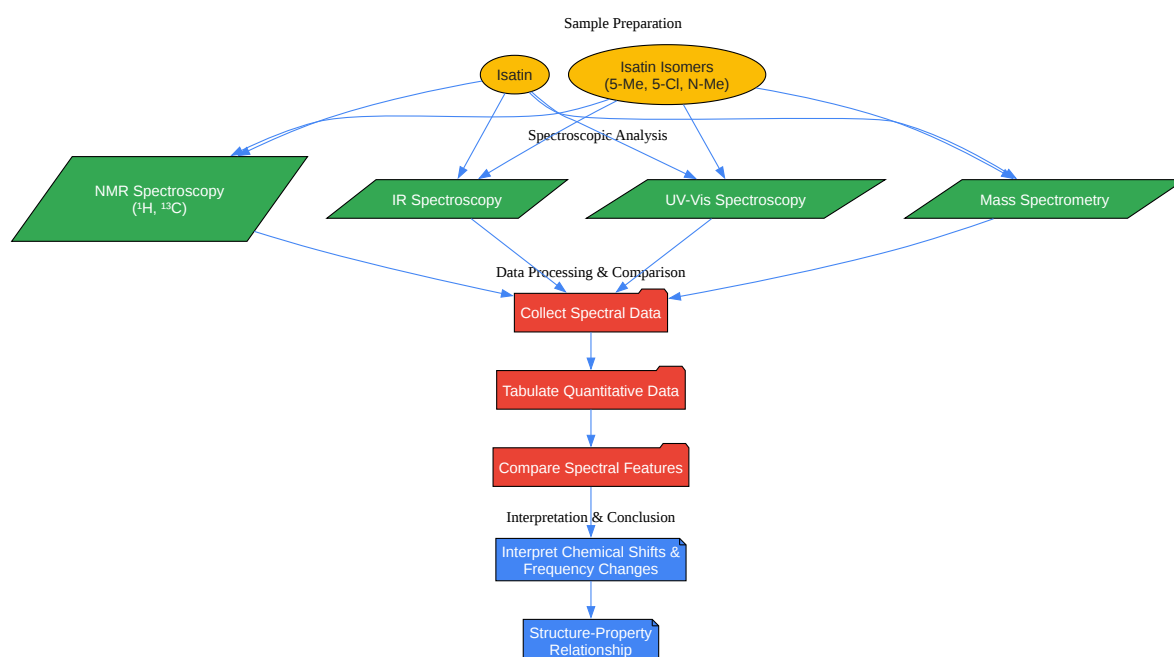 Sample Preparation
Isatin
Isatin Isomers
(5-Me, 5-Cl, N-Me)
Spectroscopic Analysis
NMR Spectroscopy
(¹H, ¹³C)
IR Spectroscopy
UV-Vis Spectroscopy
Mass Spectrometry
Data Processing & Comparison
Collect Spectral Data
Tabulate Quantitative Data
Compare Spectral Features
Interpretation & Conclusion
Interpret Chemical Shifts &
Frequency Changes
Structure-Property
Relationship